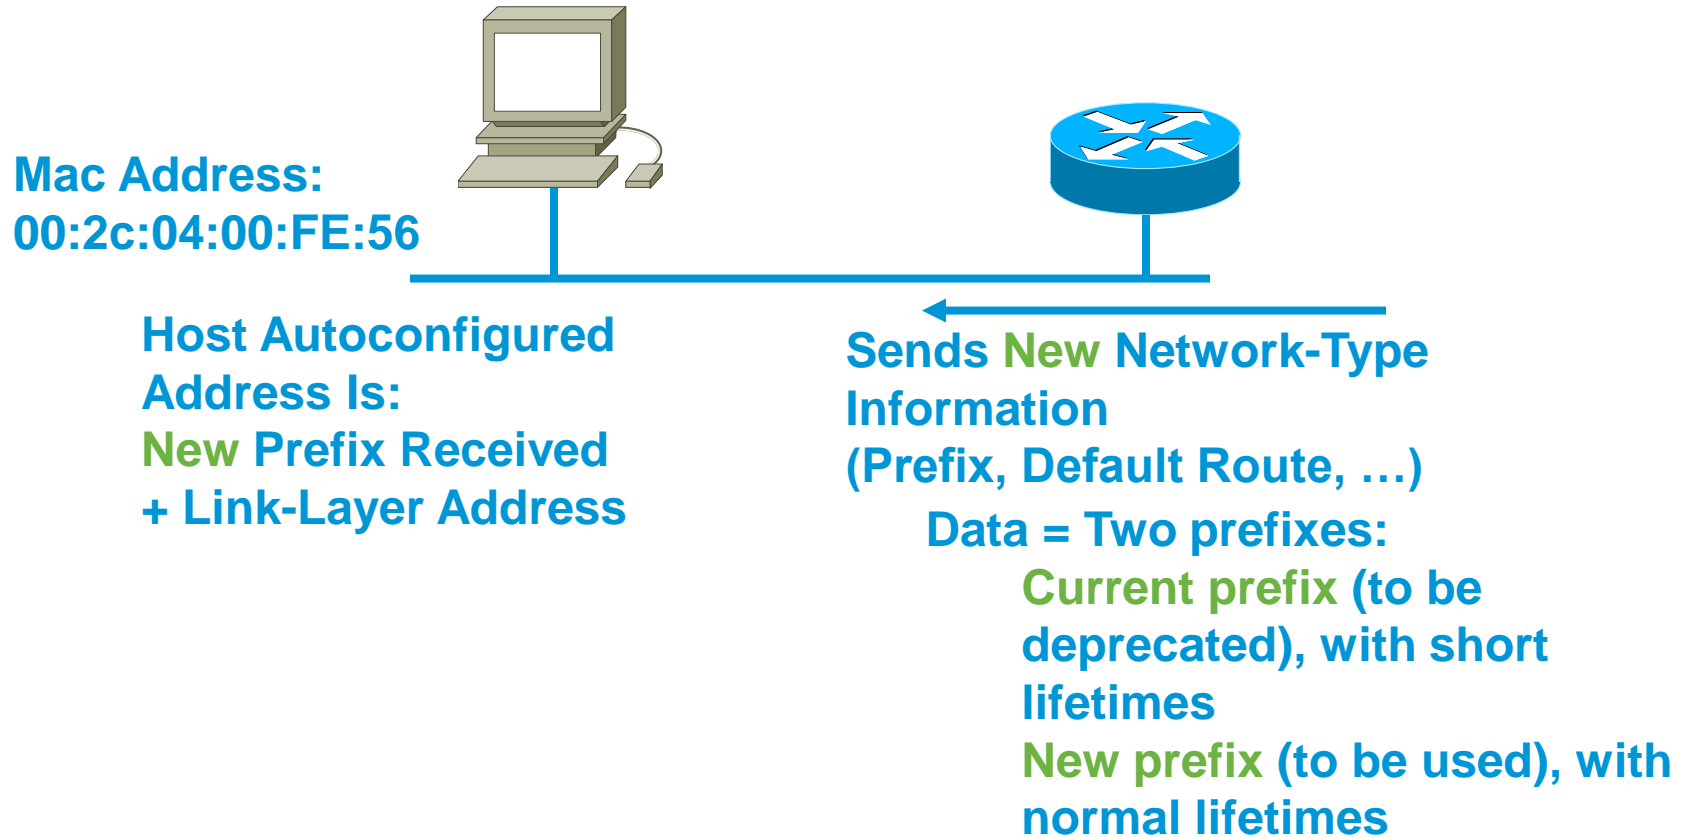 Mac Address:
00:2c:04:00:FE:56
Host Autoconfigured
Address Is:
New Prefix Received
+ Link-Layer Address
Sends New Network-Type
Information
(Prefix, Default Route, …)
Data = Two prefixes:
Current prefix (to be
deprecated), with short
lifetimes
New prefix (to be used), with
normal lifetimes